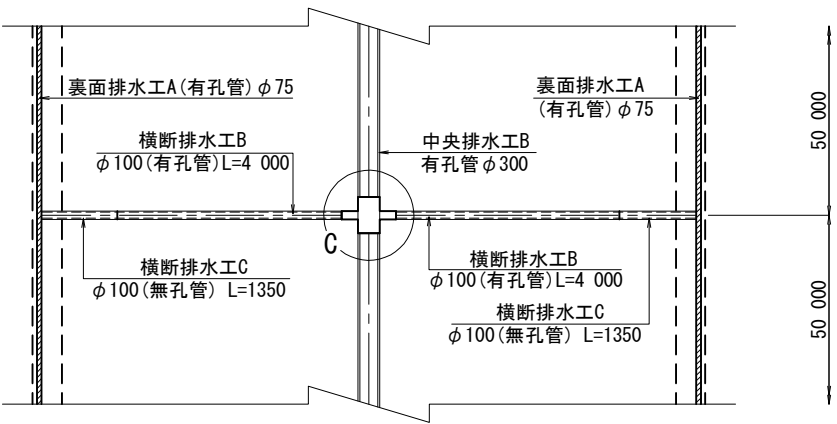 裏面排水工A(有孔管)φ75
裏面排水工A
(有孔管)φ75
横断排水工B
φ100(有孔管)L=4 000
中央排水工B
有孔管φ300
50 000
C
横断排水工C
φ100(無孔管) L=1350
横断排水工B
φ100(有孔管)L=4 000
横断排水工C
φ100(無孔管) L=1350
50 000